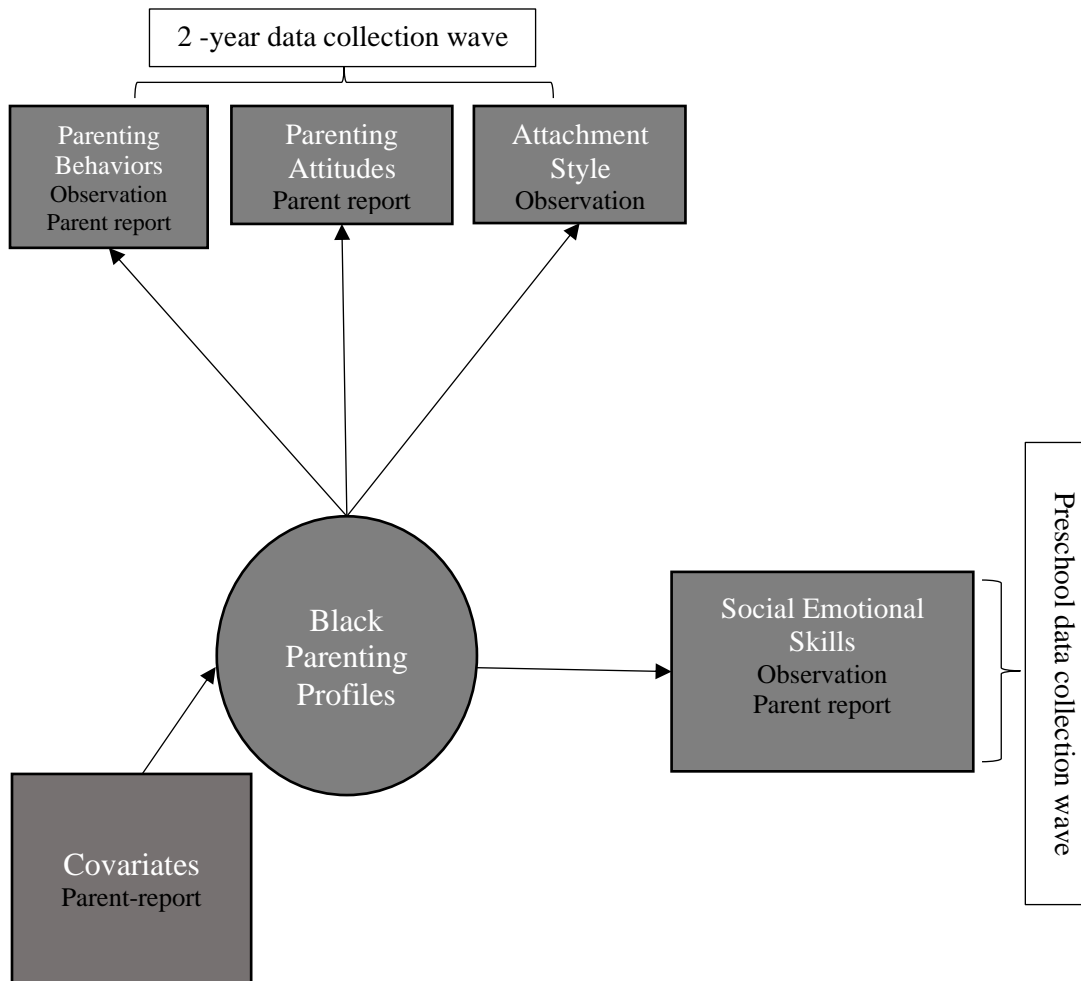 2 -year data collection wave
Parenting
Behaviors
Observation
Parent report
Parenting
Attitudes
Parent report
Attachment
Style
Observation
Black
Parenting
Profiles
Social Emotional
Skills
Observation
Parent report
Preschool data collection wave
Covariates
Parent-report